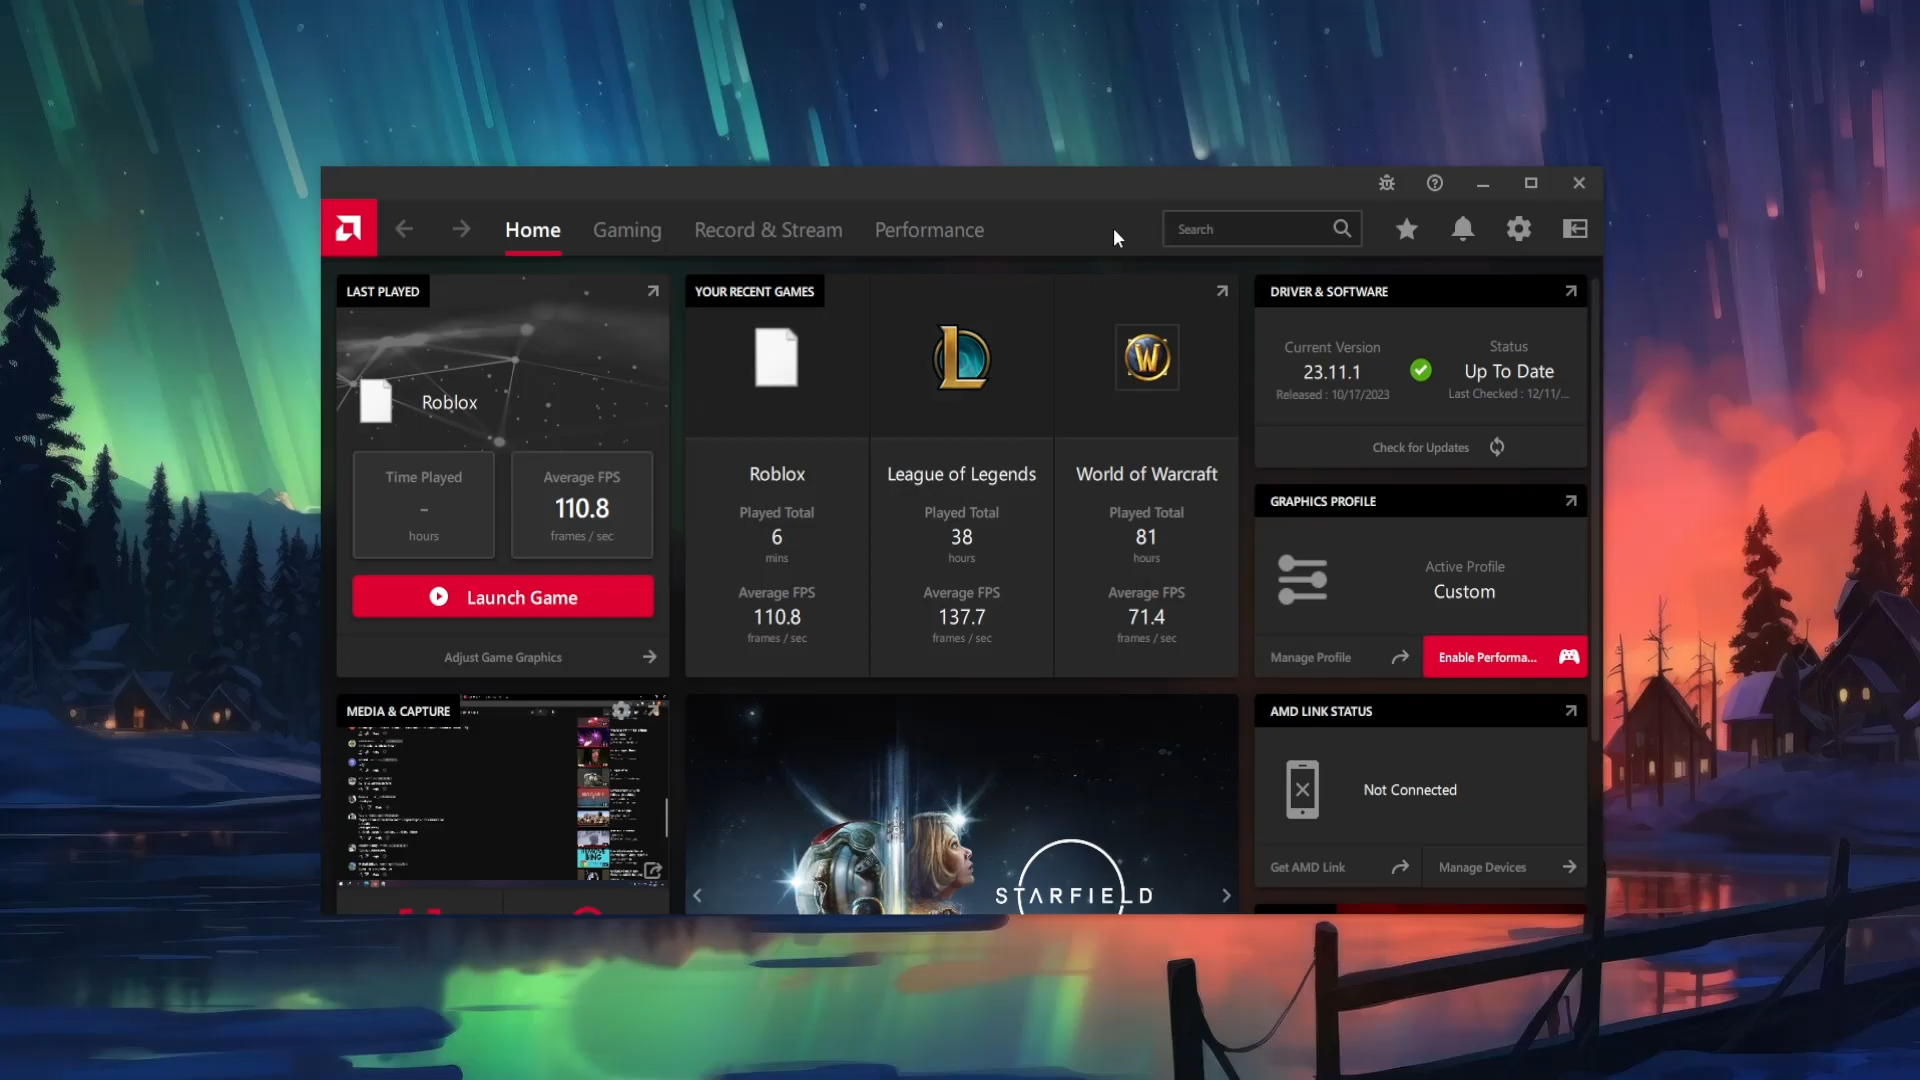 Home
Gaming
Record & Stream
Performance
Search
LAST PLAYED
Roblox
Time Played
-
hours
Average FPS
110.8
frames / sec
Launch Game
Adjust Game Graphics
YOUR RECENT GAMES
Roblox
Played Total
6
mins
Average FPS
110.8
frames / sec
League of Legends
Played Total
38
hours
Average FPS
137.7
frames / sec
World of Warcraft
Played Total
81
hours
Average FPS
71.4
frames / sec
DRIVER & SOFTWARE
Current Version
23.11.1
Released : 10/17/2023
Status
Up To Date
Last Checked : 12/11/...
Check for Updates
GRAPHICS PROFILE
Active Profile
Custom
Manage Profile
Enable Performa...
MEDIA & CAPTURE
STARFIELD
AMD LINK STATUS
Not Connected
Get AMD Link
Manage Devices